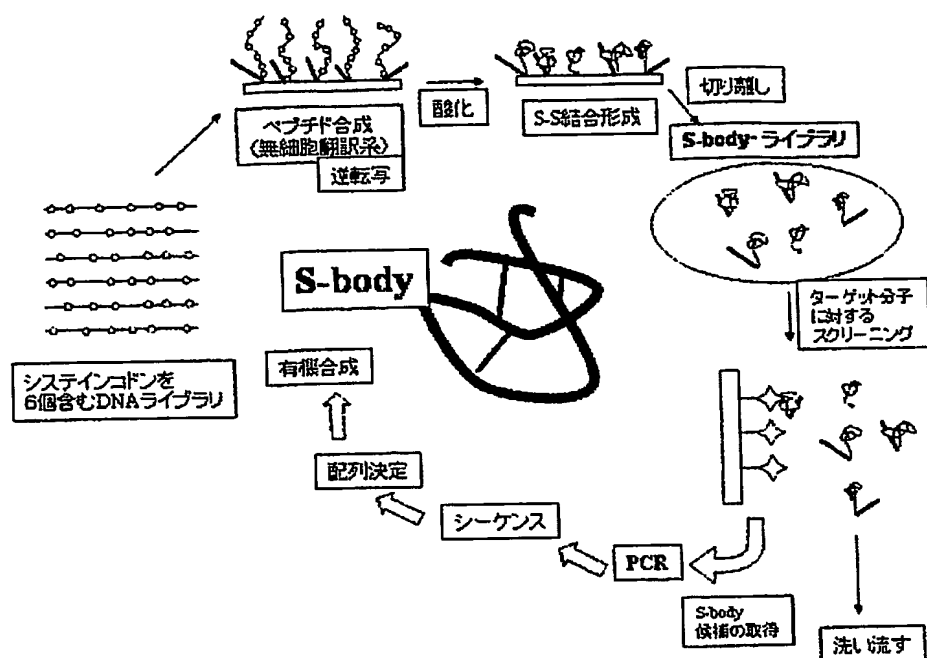 ペプチド合成
(無細胞翻訳系)
逆転写
酸化
S-S結合形成
切り離し
S-body-ライブラリ
ターゲット分子
に対する
スクリーニング
S-body
システインコドンを
6個含むDNAライブラリ
有機合成
配列決定
シーケンス
PCR
S-body
候補の取得
洗い流す